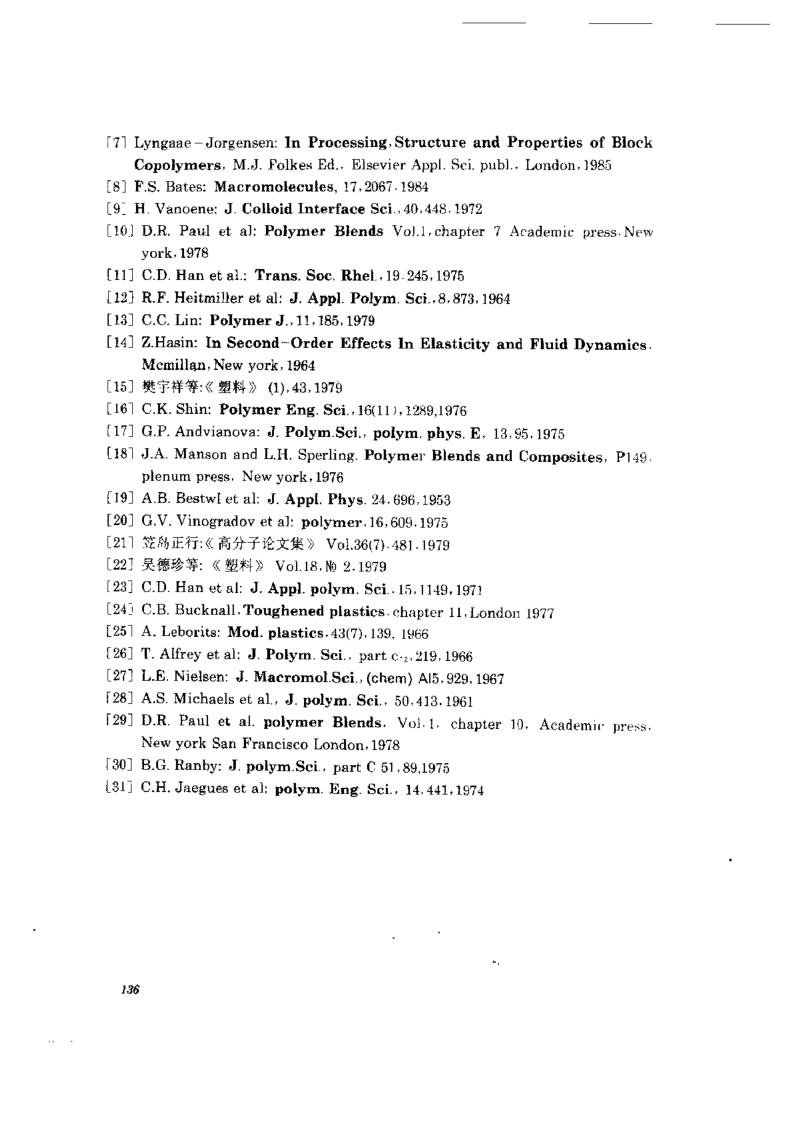 [7] Lyngaae-Jorgensen: In Processing, Structure and Properties of Block
Copolymers, M.J. Folkes Ed., Elsevier Appl. Sci. publ., London, 1985
[8] F.S. Bates: Macromolecules, 17, 2067, 1984
[9] H. Vanoene: J. Colloid Interface Sci., 40, 448, 1972
[10] D.R. Paul et al: Polymer Blends Vol.1, chapter 7 Academic press. New
york, 1978
[11] C.D. Han et al.: Trans. Soc. Rhel., 19, 245, 1975
[12] R.F. Heitmiller et al: J. Appl. Polym. Sci., 8, 873, 1964
[13] C.C. Lin: Polymer J., 11, 185, 1979
[14] Z.Hasin: In Second-Order Effects In Elasticity and Fluid Dynamics,
Mcmillan, New york, 1964
[15] 樊宇祥等:《塑料》 (1), 43, 1979
[16] C.K. Shin: Polymer Eng. Sci., 16(11), 1289, 1976
[17] G.P. Andvianova: J. Polym.Sci., polym. phys. E, 13, 95, 1975
[18] J.A. Manson and L.H. Sperling. Polymer Blends and Composites, P149.
plenum press, New york, 1976
[19] A.B. Bestwl et al: J. Appl. Phys. 24, 696, 1953
[20] G.V. Vinogradov et al: polymer, 16, 609, 1975
[21] 笠岛正行:《高分子论文集》 Vol.36(7). 481. 1979
[22] 吴德珍等: 《塑料》 Vol.18, № 2. 1979
[23] C.D. Han et al: J. Appl. polym. Sci.. 15, 1149, 1971
[24] C.B. Bucknall, Toughened plastics, chapter 11, London 1977
[25] A. Leborits: Mod. plastics. 43(7), 139, 1966
[26] T. Alfrey et al: J. Polym. Sci., part c-2, 219, 1966
[27] L.E. Nielsen: J. Macromol.Sci., (chem) AI5, 929, 1967
[28] A.S. Michaels et al., J. polym. Sci., 50, 413, 1961
[29] D.R. Paul et al. polymer Blends, Vol. 1, chapter 10, Academic press,
New york San Francisco London, 1978
[30] B.G. Ranby: J. polym.Sci., part C 51, 89, 1975
[31] C.H. Jaegues et al: polym. Eng. Sci., 14, 441, 1974
136